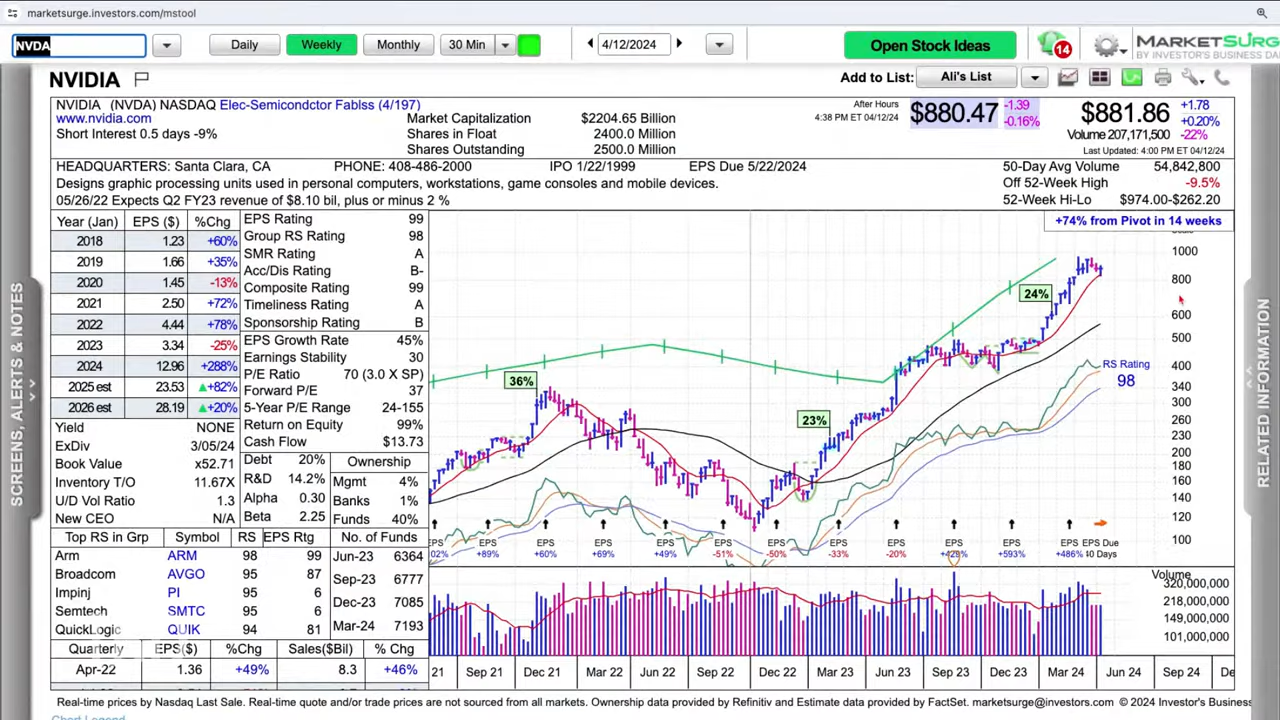 marketsurge.investors.com/mstool
NVDA Daily Weekly Monthly 30 Min 4/12/2024 Open Stock Ideas 14 MARKETSURGE
BY INVESTOR'S BUSINESS DA
NVIDIA Add to List: Ali's List
NVIDIA (NVDA) NASDAQ Elec-Semicondctor Fablss (4/197)
www.nvidia.com Market Capitalization $2204.65 Billion
Short Interest 0.5 days -9% Shares in Float 2400.0 Million
Shares Outstanding 2500.0 Million
After Hours $880.47 -1.39
4:38 PM ET 04/12/24 -0.16%
$881.86 +1.78
+0.20%
Volume 207,171,500 -22%
Last Updated: 4:00 PM ET 04/12/24
HEADQUARTERS: Santa Clara, CA PHONE: 408-486-2000 IPO 1/22/1999 EPS Due 5/22/2024
Designs graphic processing units used in personal computers, workstations, game consoles and mobile devices.
05/26/22 Expects Q2 FY23 revenue of $8.10 bil, plus or minus 2 %
50-Day Avg Volume 54,842,800
Off 52-Week High -9.5%
52-Week Hi-Lo $974.00-$262.20
+74% from Pivot in 14 weeks
Year (Jan) EPS ($) %Chg
2018 1.23 +60%
2019 1.66 +35%
2020 1.45 -13%
2021 2.50 +72%
2022 4.44 +78%
2023 3.34 -25%
2024 12.96 +288%
2025 est 23.53 +82%
2026 est 28.19 +20%
Yield NONE
ExDiv 3/05/24
Book Value x52.71
Inventory T/O 11.67X
U/D Vol Ratio 1.3
New CEO N/A
EPS Rating 99
Group RS Rating 98
SMR Rating A
Acc/Dis Rating B-
Composite Rating 99
Timeliness Rating A
Sponsorship Rating B
EPS Growth Rate 45%
Earnings Stability 30
P/E Ratio 70 (3.0 X SP)
Forward P/E 37
5-Year P/E Range 24-155
Return on Equity 99%
Cash Flow $13.73
Debt 20%
R&D 14.2%
Alpha 0.30
Beta 2.25
Ownership
Mgmt 4%
Banks 1%
Funds 40%
Top RS in Grp Symbol RS EPS Rtg
Arm ARM 98 99
Broadcom AVGO 95 87
Impinj PI 95 6
Semtech SMTC 95 6
QuickLogic QUIK 94 81
No. of Funds
Jun-23 6364
Sep-23 6777
Dec-23 7085
Mar-24 7193
Quarterly EPS($) %Chg Sales($Bil) % Chg
Apr-22 1.36 +49% 8.3 +46%
36% 23% 24%
RS Rating
98
1000
800
600
500
400
340
300
260
230
200
180
160
140
120
100
EPS EPS EPS EPS EPS EPS EPS EPS EPS EPS EPS EPS EPS Due
02% +89% +60% +69% +49% -51% -50% -33% -20% +429% +593% +486% 40 Days
Volume
320,000,000
218,000,000
149,000,000
101,000,000
21 Sep 21 Dec 21 Mar 22 Jun 22 Sep 22 Dec 22 Mar 23 Jun 23 Sep 23 Dec 23 Mar 24 Jun 24 Sep 24 De
SCREENS, ALERTS & NOTES
RELATED INFORMATION
Real-time prices by Nasdaq Last Sale. Real-time quote and/or trade prices are not sourced from all markets. Ownership data provided by Refinitiv and Estimate data provided by FactSet. marketsurge@investors.com © 2024 Investor's Business
Chart Legend